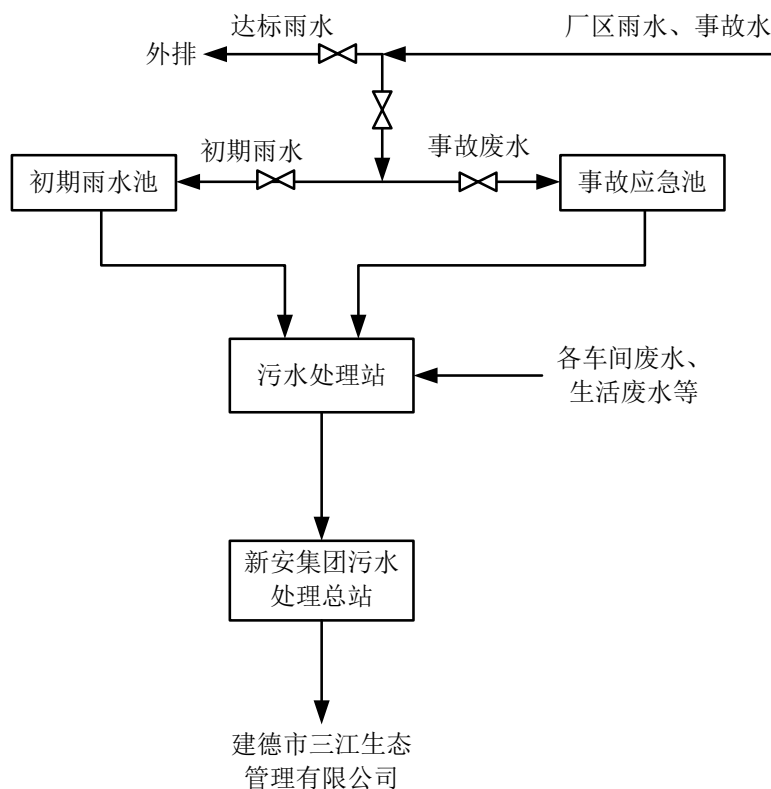 达标雨水
厂区雨水、事故水
外排
初期雨水
事故废水
初期雨水池
事故应急池
污水处理站
各车间废水、
生活废水等
新安集团污水
处理总站
建德市三江生态
管理有限公司